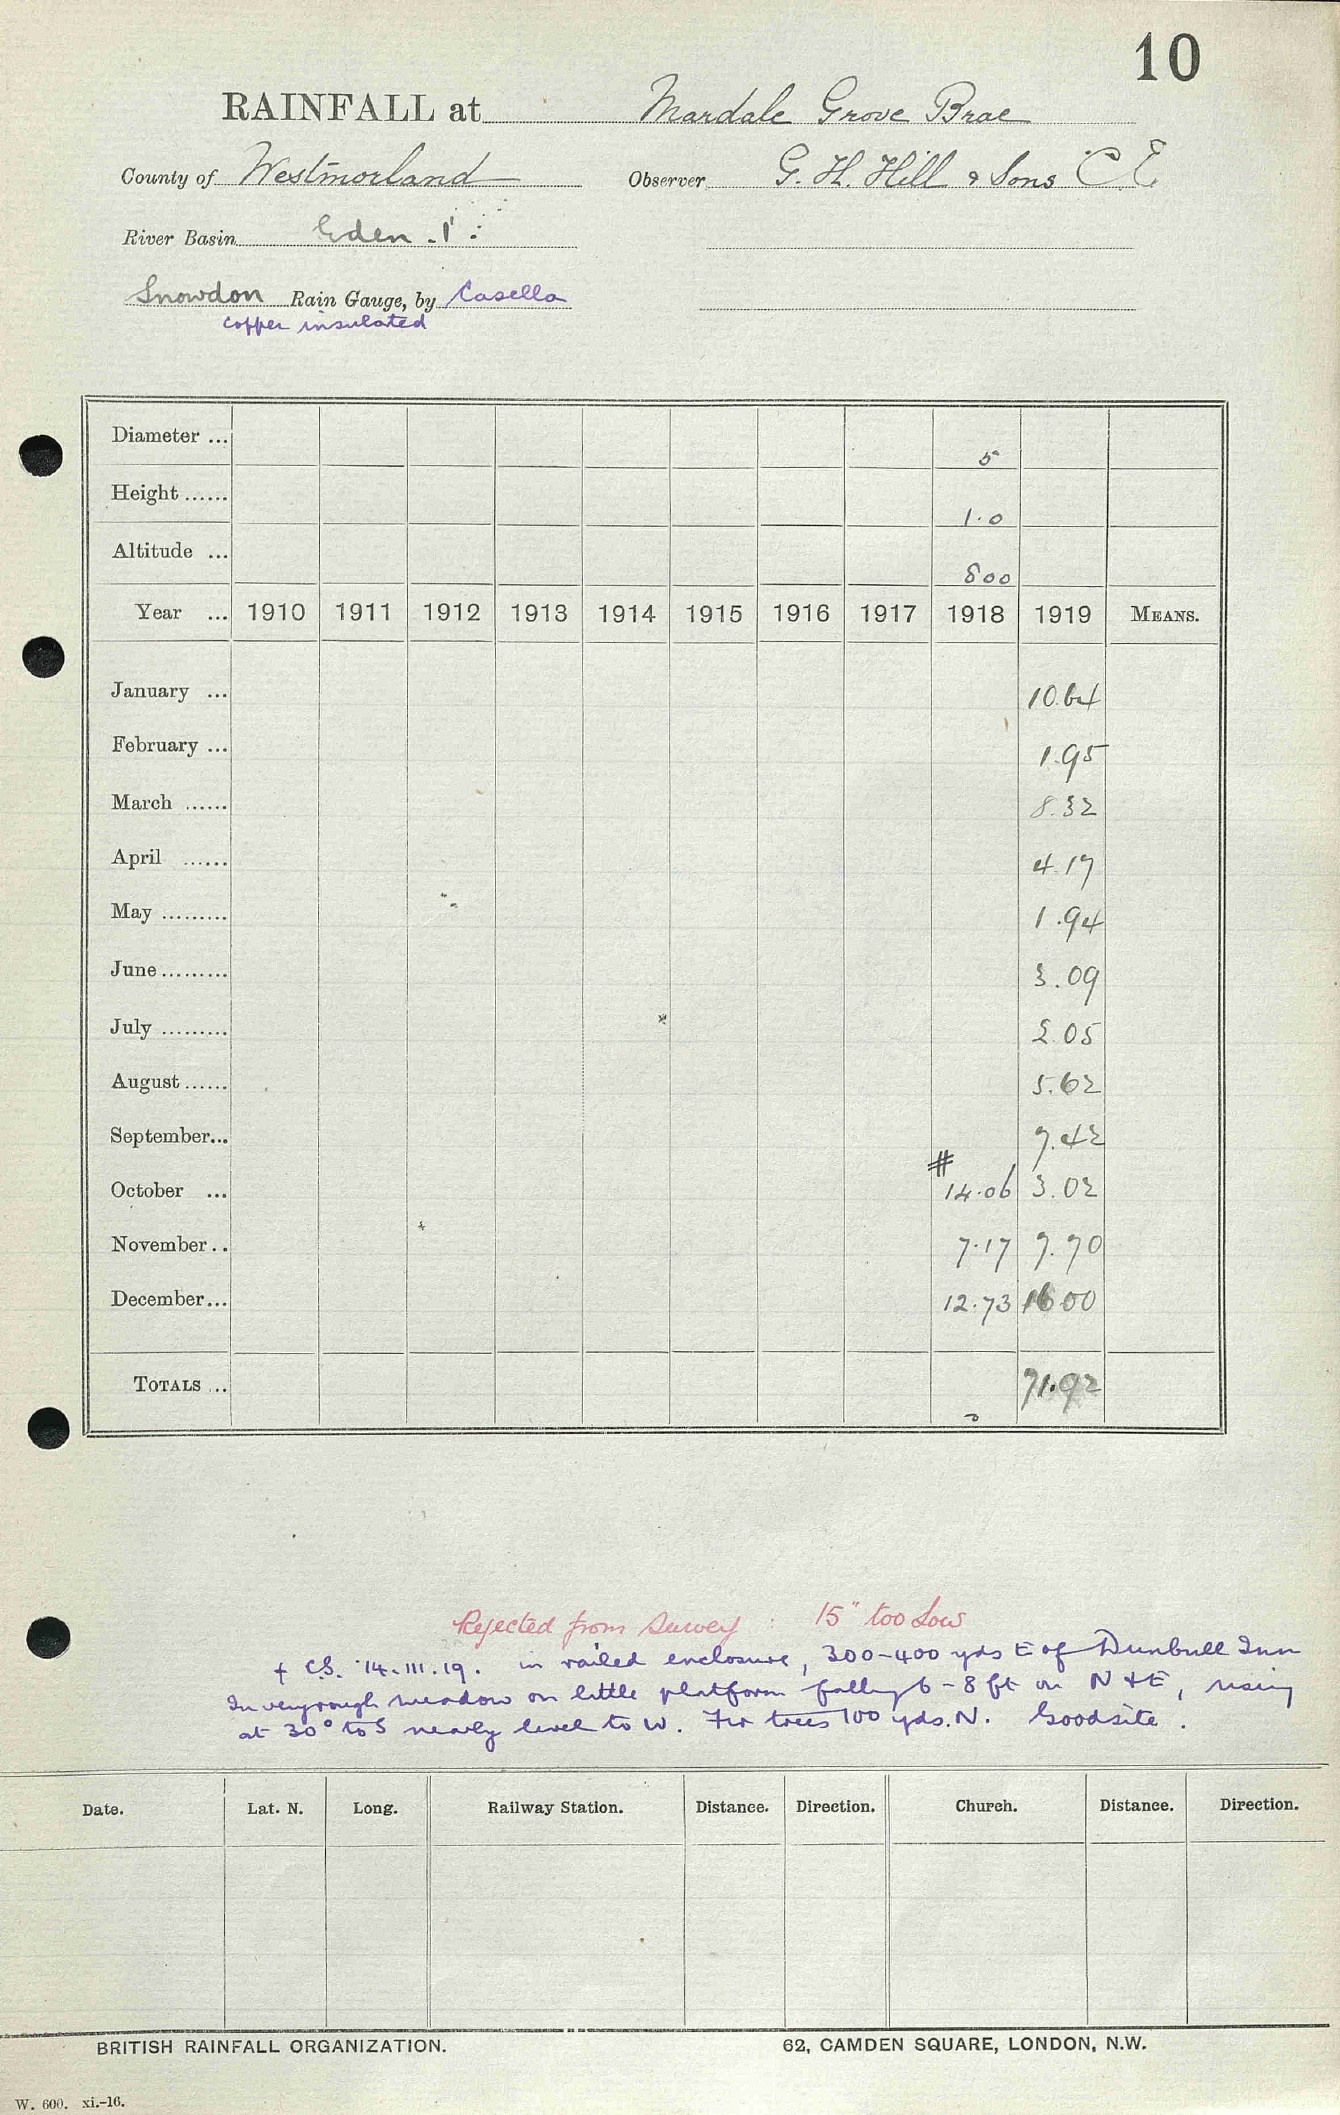 10
RAINFALL at Mardale Grove Brae
County of Westmorland Observer G. H. Hill & Sons C E
River Basin Eden
Snowdon Rain Gauge, by Casella
copper insulated
Diameter ... 5
Height ...... 1.0
Altitude ... 800
Year ... 1910 1911 1912 1913 1914 1915 1916 1917 1918 1919 MEANS.
January ... 10.64
February ... 1.95
March ...... 8.32
April ...... 4.17
May ......... 1.94
June ......... 3.09
July ......... 2.05
August ...... 5.62
September... 7.42
#
October ... 14.06 3.02
November.. 7.17 7.70
December... 12.73 16.00
TOTALS ... 71.92
Rejected from Survey : 15" too low
C.S. 14.III.19. in railed enclosure, 300-400 yds E of Dunbull Inn
In very rough meadow on little platform falling 6-8 ft on N & E, rising
at 30° to S nearly level to W. Fir trees 100 yds. N. Good site.
Date. Lat. N. Long. Railway Station. Distance. Direction. Church. Distance. Direction.
BRITISH RAINFALL ORGANIZATION. 62, CAMDEN SQUARE, LONDON, N.W.
W. 600. xi.-16.